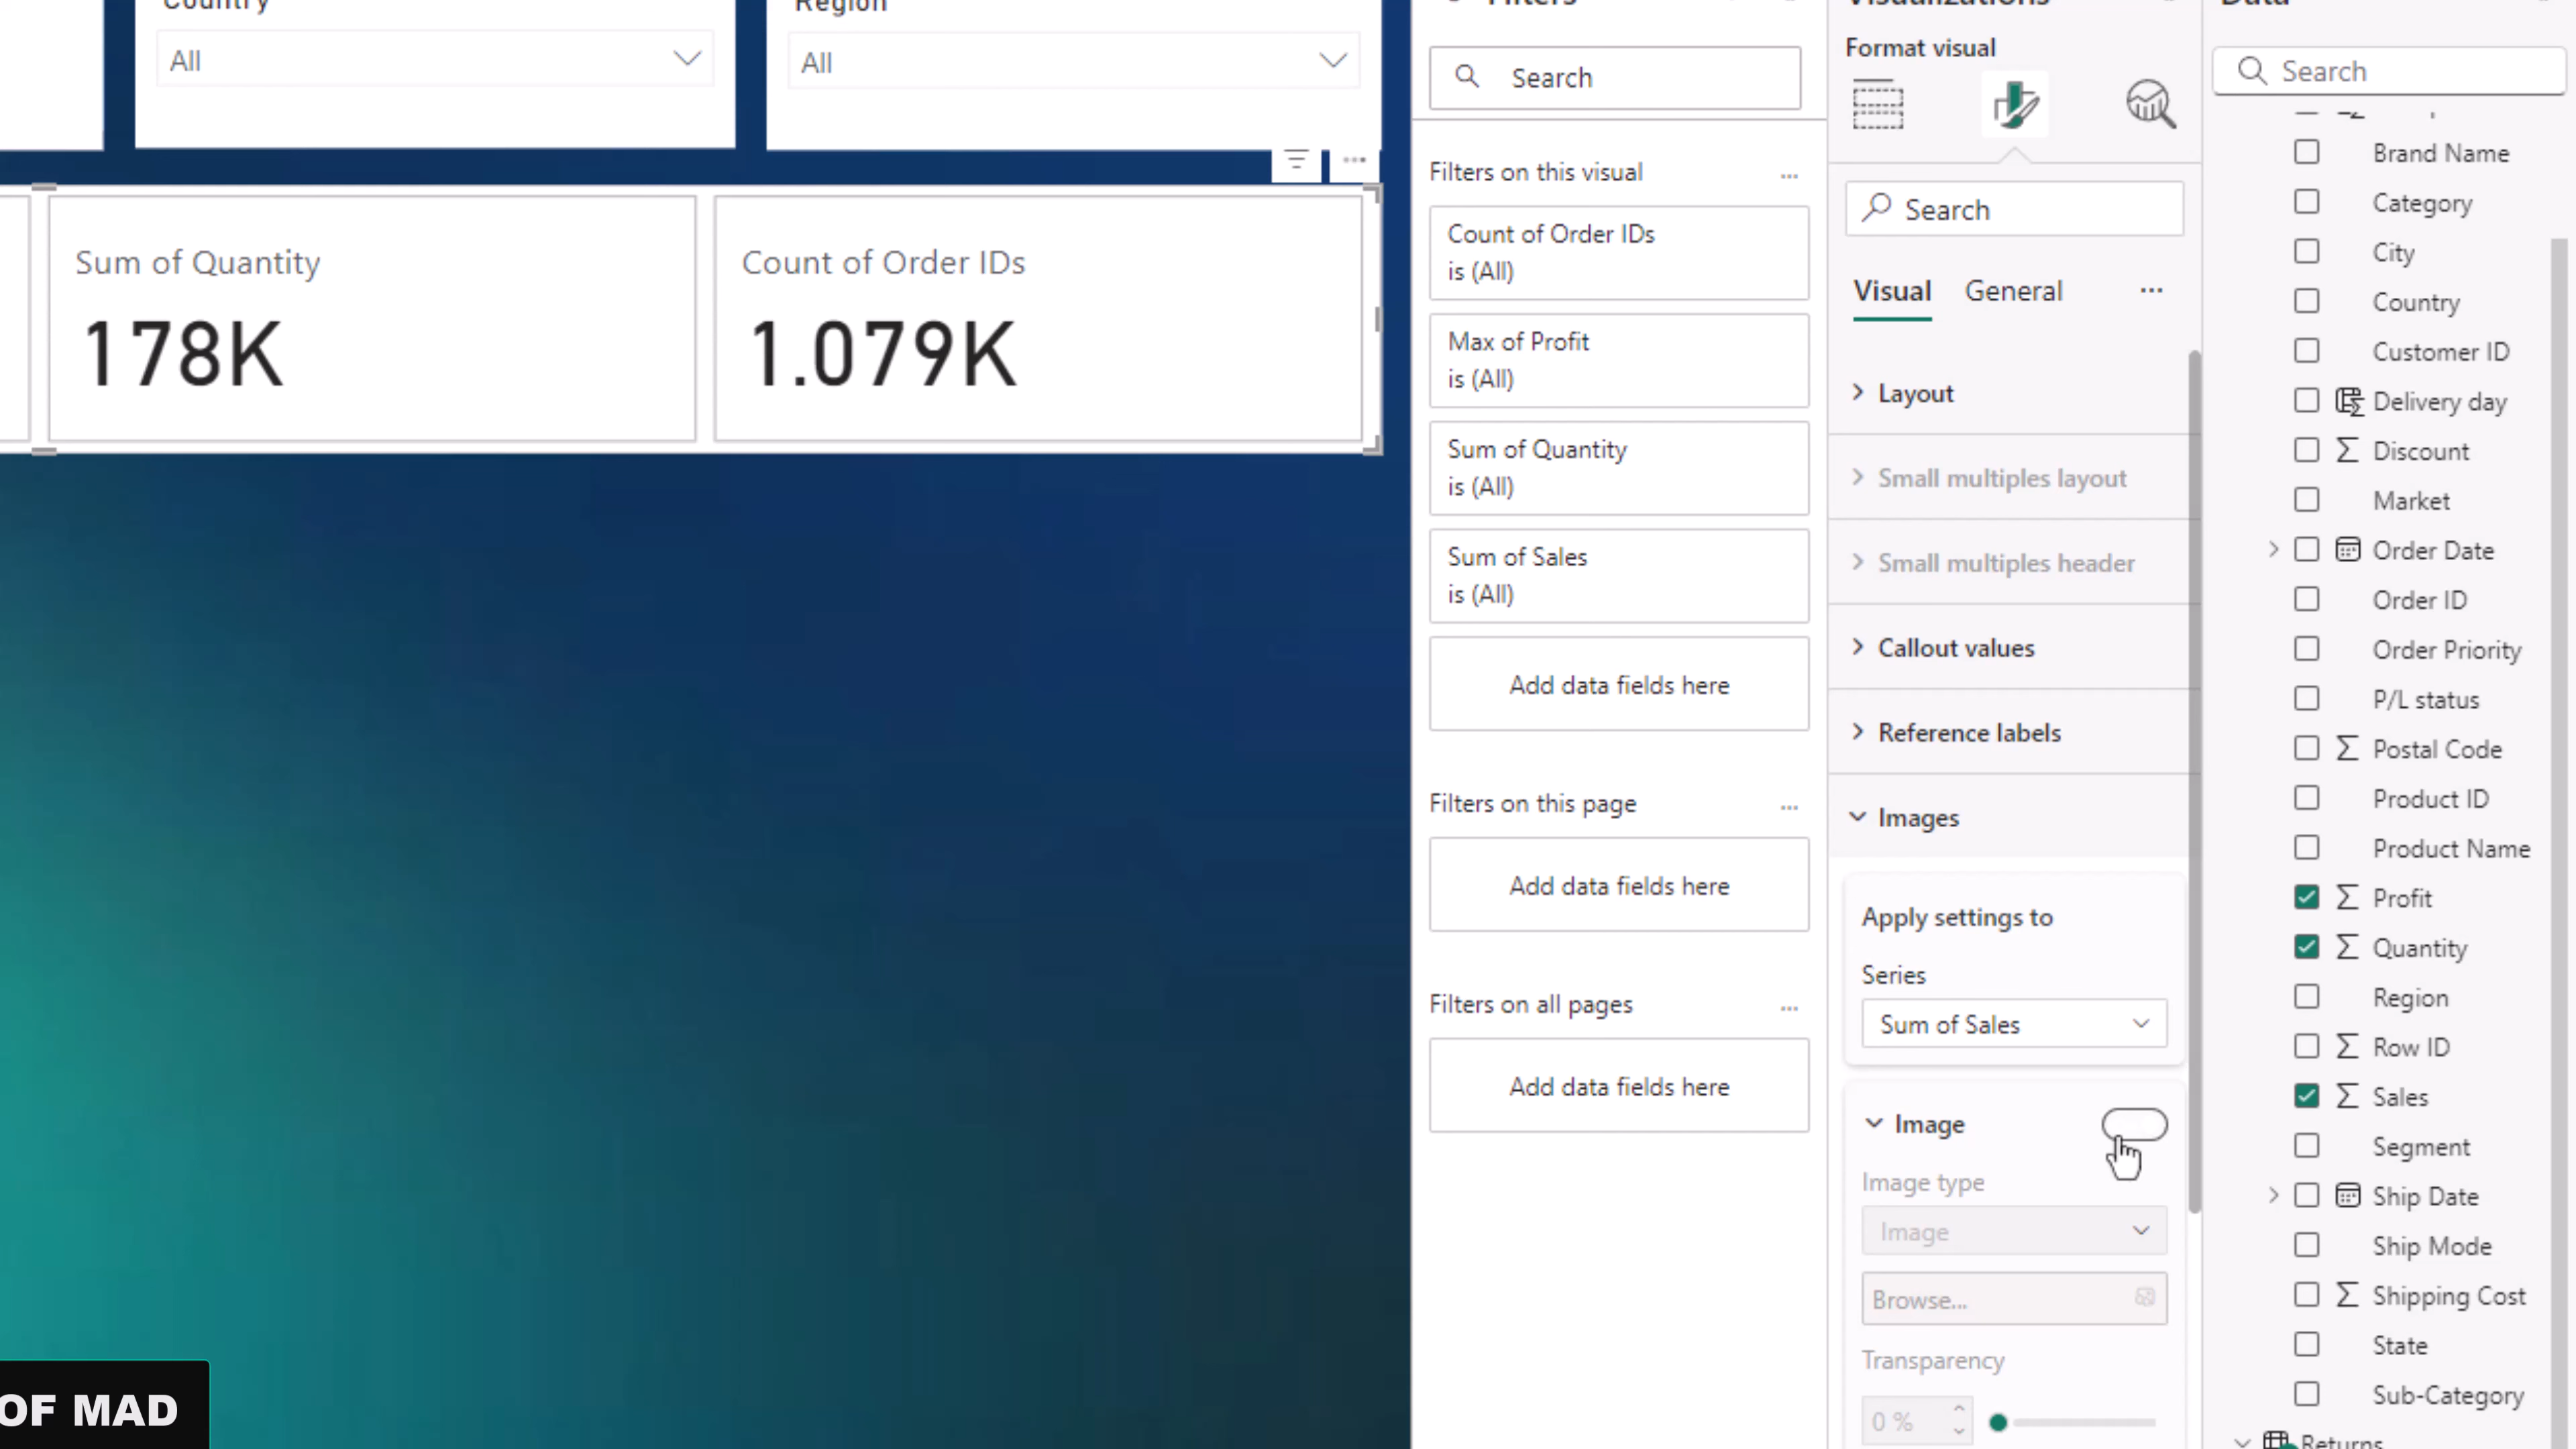 Country
All
Region
All
Sum of Quantity
178K
Count of Order IDs
1.079K
OF MAD
Filters
Search
Filters on this visual
...
Count of Order IDs
is (All)
Max of Profit
is (All)
Sum of Quantity
is (All)
Sum of Sales
is (All)
Add data fields here
Filters on this page
...
Add data fields here
Filters on all pages
...
Add data fields here
Visualizations
Format visual
Search
Visual
General
...
Layout
Small multiples layout
Small multiples header
Callout values
Reference labels
Images
Apply settings to
Series
Sum of Sales
Image
Image type
Image
Browse...
Transparency
0 %
Data
Search
Brand Name
Category
City
Country
Customer ID
Delivery day
Discount
Market
Order Date
Order ID
Order Priority
P/L status
Postal Code
Product ID
Product Name
Profit
Quantity
Region
Row ID
Sales
Segment
Ship Date
Ship Mode
Shipping Cost
State
Sub-Category
Returns